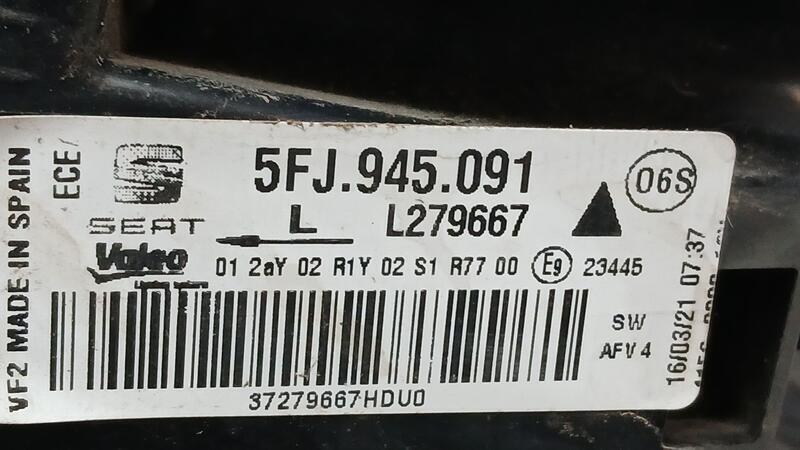 VF2 MADE IN SPAIN
ECE
SEAT
5FJ.945.091
06S
L
L279667
Valeo
01 2aY 02 R1Y 02 S1 R77 00 E9 23445
SW
AFV 4
37279667HDU0
16/03/21 07:37